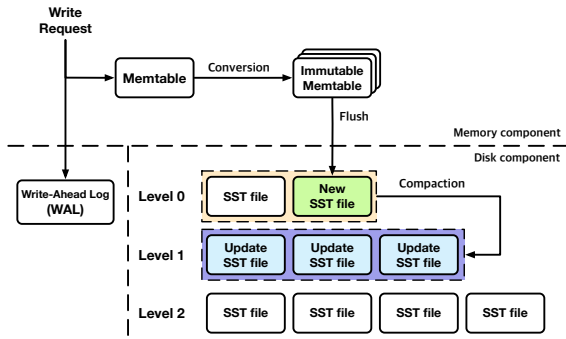 Write
Request
Memtable
Conversion
Immutable
Memtable
Flush
Memory component
Disk component
Write-Ahead Log
(WAL)
Level 0
SST file
New
SST file
Compaction
Level 1
Update
SST file
Update
SST file
Update
SST file
Level 2
SST file
SST file
SST file
SST file